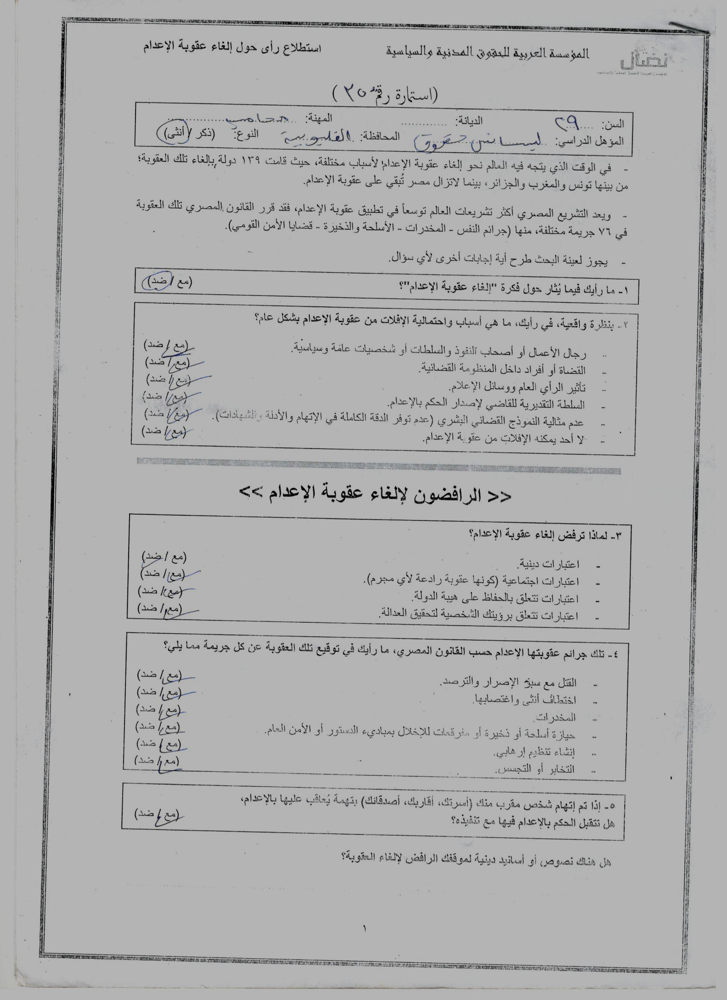 المؤسسة العربية للحقوق المدنية والسياسية
استطلاع رأى حول إلغاء عقوبة الإعدام
نضال
(استمارة رقم ٣٥)
السن: ٢٩ الديانة: .............. المهنة: محامي
المؤهل الدراسي: ليسانس حقوق المحافظة: القليوبية النوع: (ذكر / أنثى)
- في الوقت الذي يتجه فيه العالم نحو إلغاء عقوبة الإعدام لأسباب مختلفة، حيث قامت ١٣٩ دولة بإلغاء تلك العقوبة؛
من بينها تونس والمغرب والجزائر، بينما لاتزال مصر تُبقي على عقوبة الإعدام.
- ويعد التشريع المصري أكثر تشريعات العالم توسعاً في تطبيق عقوبة الإعدام، فقد قرر القانون المصري تلك العقوبة
في ٧٦ جريمة مختلفة، منها (جرائم النفس - المخدرات - الأسلحة والذخيرة - قضايا الأمن القومي).
- يجوز لعينة البحث طرح أية إجابات أخرى لأي سؤال.
١- ما رأيك فيما يُثار حول فكرة "إلغاء عقوبة الإعدام"؟ (مع / ضد)
٢- بنظرة واقعية، في رأيك، ما هي أسباب واحتمالية الإفلات من عقوبة الإعدام بشكل عام؟
- رجال الأعمال أو أصحاب النفوذ والسلطات أو شخصيات عامة وسياسية. (مع / ضد)
- القضاة أو أفراد داخل المنظومة القضائية. (مع / ضد)
- تأثير الرأي العام ووسائل الإعلام. (مع / ضد)
- السلطة التقديرية للقاضي لإصدار الحكم بالإعدام. (مع / ضد)
- عدم مثالية النموذج القضائي البشري (عدم توفر الدقة الكاملة في الإتهام والأدلة والشهادات). (مع / ضد)
- لا أحد يمكنه الإفلات من عقوبة الإعدام. (مع / ضد)
<< الرافضون لإلغاء عقوبة الإعدام >>
٣- لماذا ترفض إلغاء عقوبة الإعدام؟
- اعتبارات دينية. (مع / ضد)
- اعتبارات اجتماعية (كونها عقوبة رادعة لأي مجرم). (مع / ضد)
- اعتبارات تتعلق بالحفاظ على هيبة الدولة. (مع / ضد)
- اعتبارات تتعلق برؤيتك الشخصية لتحقيق العدالة. (مع / ضد)
٤- تلك جرائم عقوبتها الإعدام حسب القانون المصري، ما رأيك في توقيع تلك العقوبة عن كل جريمة مما يلي؟
- القتل مع سبق الإصرار والترصد. (مع / ضد)
- اختطاف أنثى واغتصابها. (مع / ضد)
- المخدرات. (مع / ضد)
- حيازة أسلحة أو ذخيرة أو مفرقعات للإخلال بمباديء الدستور أو الأمن العام. (مع / ضد)
- إنشاء تنظيم إرهابي. (مع / ضد)
- التخابر أو التجسس. (مع / ضد)
٥- إذا تم إتهام شخص مقرب منك (أسرتك، أقاربك، أصدقائك) بتهمة يُعاقب عليها بالإعدام،
هل تتقبل الحكم بالإعدام فيها مع تنفيذه؟ (مع / ضد)
هل هناك نصوص أو أسانيد دينية لموقفك الرافض لإلغاء العقوبة؟
١